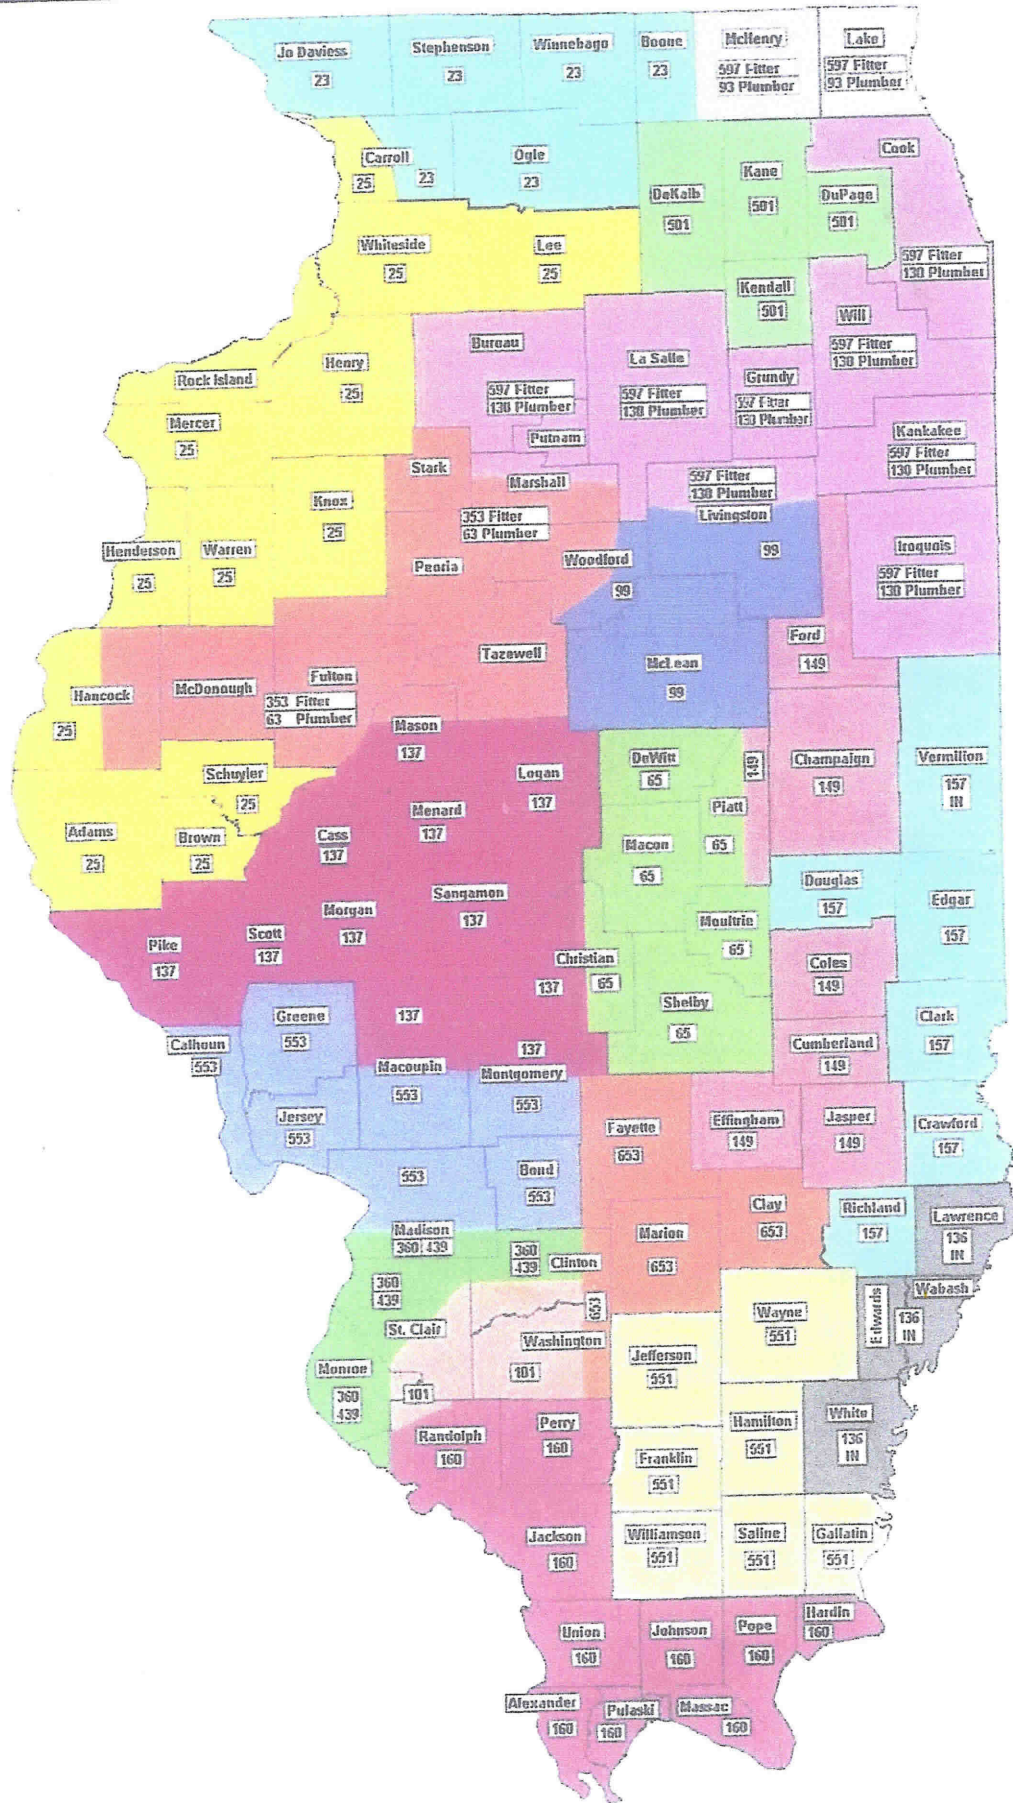 Jo Daviess
23
Stephenson
23
Winnebago
23
Boone
23
McHenry
597 Fitter
93 Plumber
Lake
597 Fitter
93 Plumber
Carroll
25
23
Ogle
23
DeKalb
501
Kane
501
DuPage
501
Cook
597 Fitter
130 Plumber
Whiteside
25
Lee
25
Kendall
501
Will
597 Fitter
130 Plumber
Rock Island
Henry
25
Bureau
597 Fitter
130 Plumber
La Salle
597 Fitter
130 Plumber
Grundy
597 Fitter
130 Plumber
Putnam
Mercer
25
Kankakee
597 Fitter
130 Plumber
Stark
Marshall
353 Fitter
63 Plumber
597 Fitter
130 Plumber
Livingston
99
Knox
25
Henderson
25
Warren
25
Peoria
Woodford
99
Iroquois
597 Fitter
130 Plumber
Ford
149
Tazewell
McLean
99
Hancock
25
McDonough
Fulton
353 Fitter
63 Plumber
Mason
137
Schuyler
25
Logan
137
DeWitt
65
149
Champaign
149
Vermilion
157
IN
Piatt
65
Adams
25
Brown
25
Cass
137
Menard
137
Macon
65
Douglas
157
Edgar
157
Sangamon
137
Morgan
137
Scott
137
Pike
137
Moultrie
65
Christian
137
65
Coles
149
Shelby
65
Greene
553
137
137
Clark
157
Calhoun
553
Cumberland
149
Macoupin
553
Montgomery
553
Jersey
553
Fayette
653
Effingham
149
Jasper
149
Crawford
157
553
Bond
553
Clay
653
Richland
157
Lawrence
136
IN
Madison
360 439
360
439
Clinton
Marion
653
360
439
653
St. Clair
Washington
101
Wayne
551
Edwards
Wabash
136
IN
Jefferson
551
Monroe
360
439
101
Randolph
160
Perry
160
Hamilton
551
White
136
IN
Franklin
551
Jackson
160
Williamson
551
Saline
551
Gallatin
551
Union
160
Johnson
160
Pope
160
Hardin
160
Alexander
160
Pulaski
160
Massac
160